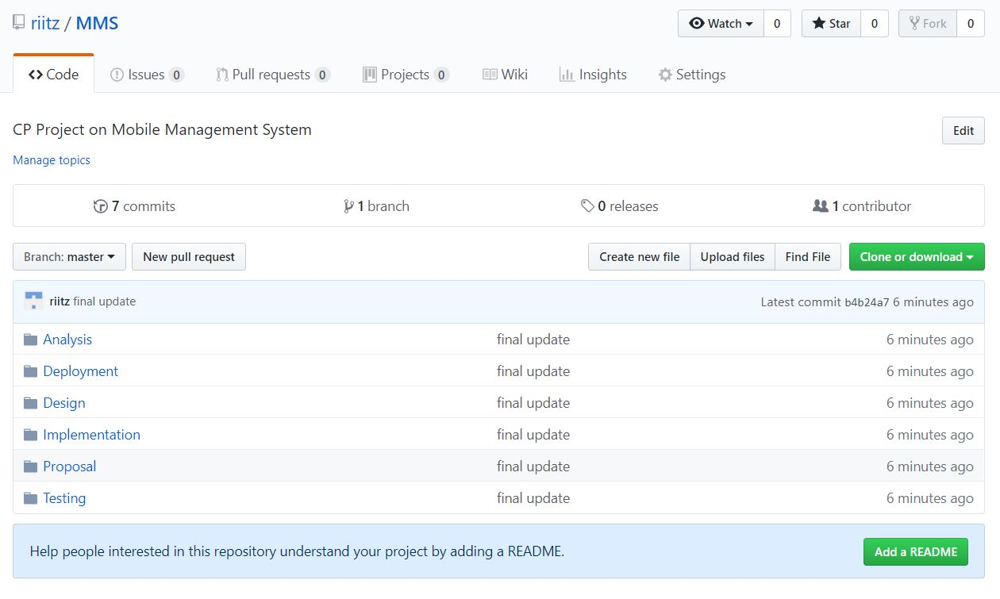 riitz / MMS Watch 0 Star 0 Fork 0
Code Issues 0 Pull requests 0 Projects 0 Wiki Insights Settings
CP Project on Mobile Management System Edit
Manage topics
7 commits 1 branch 0 releases 1 contributor
Branch: master New pull request Create new file Upload files Find File Clone or download
riitz final update Latest commit b4b24a7 6 minutes ago
Analysis final update 6 minutes ago
Deployment final update 6 minutes ago
Design final update 6 minutes ago
Implementation final update 6 minutes ago
Proposal final update 6 minutes ago
Testing final update 6 minutes ago
Help people interested in this repository understand your project by adding a README. Add a README